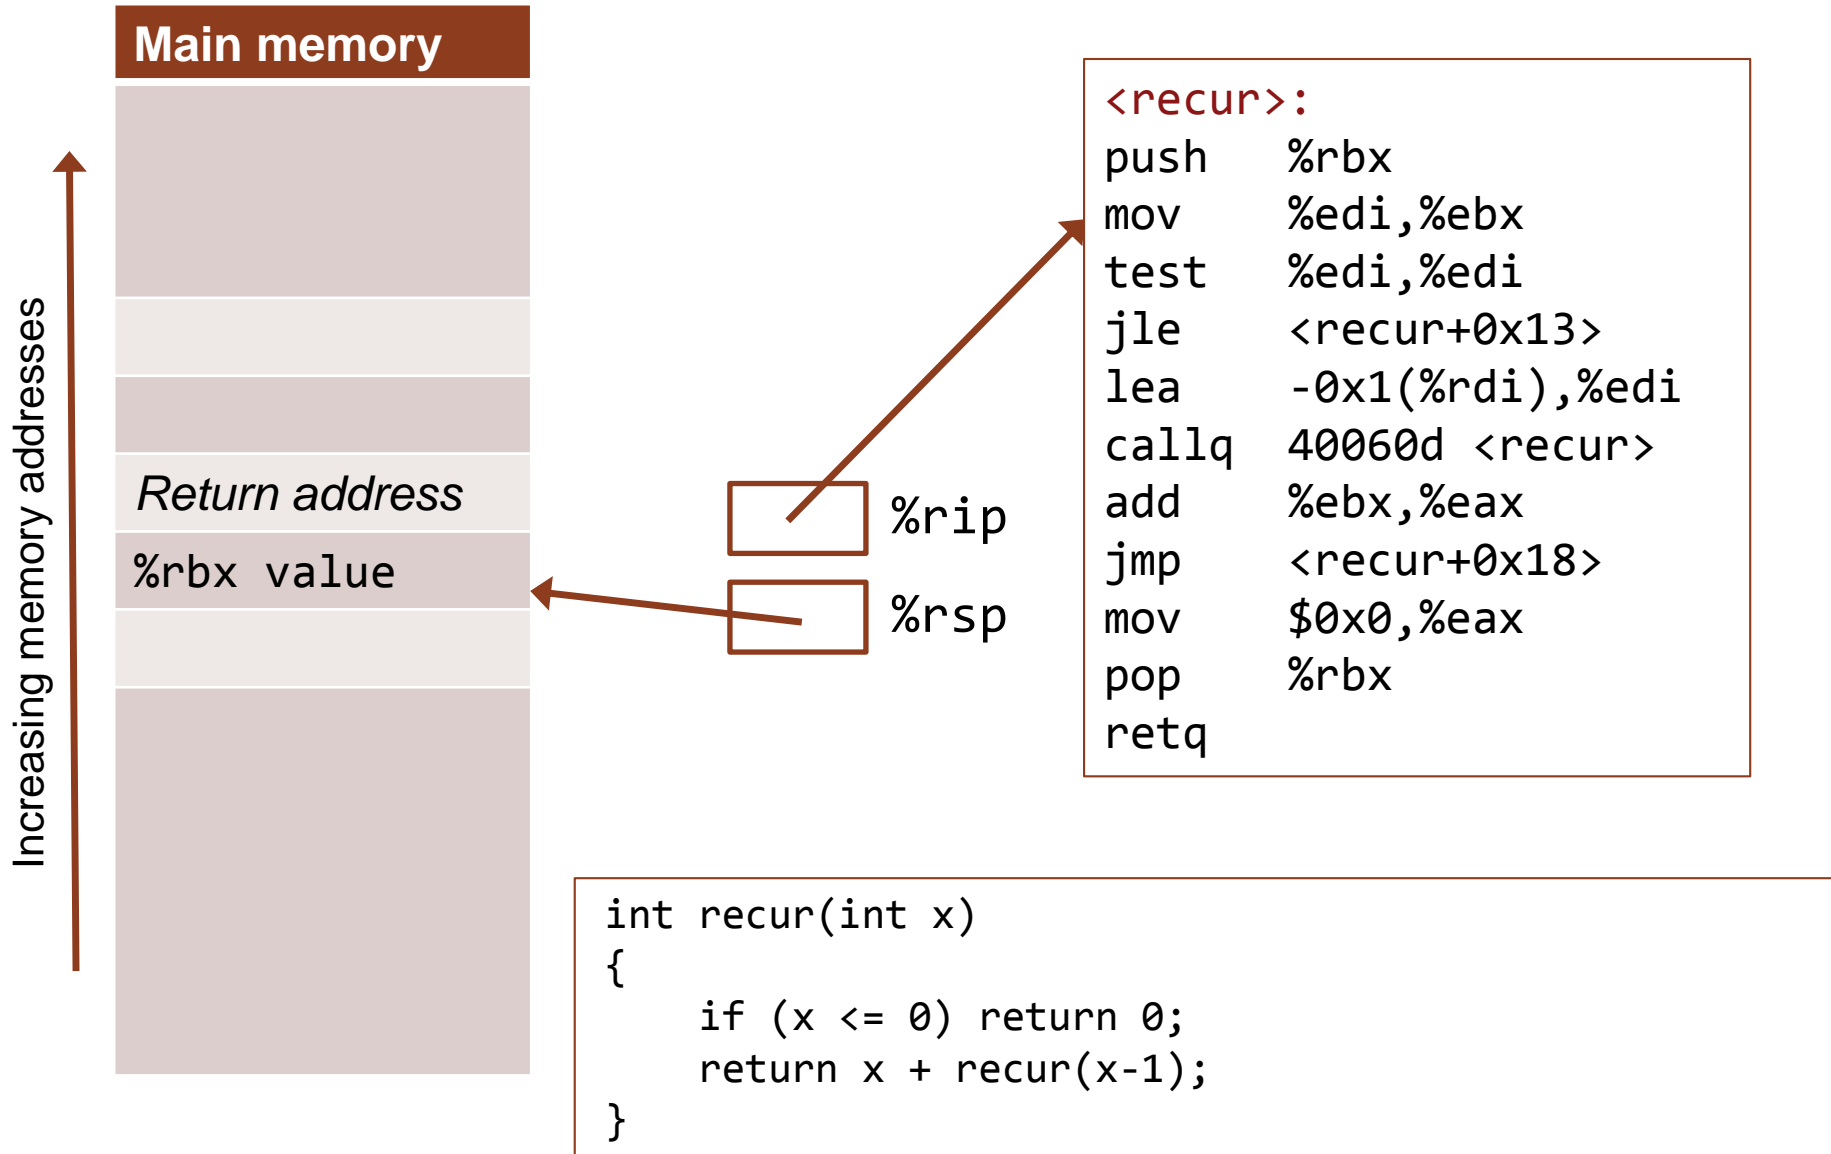 Main memory
Increasing memory addresses
Return address
%rbx value
%rip
%rsp
<recur>:
push %rbx
mov %edi,%ebx
test %edi,%edi
jle <recur+0x13>
lea -0x1(%rdi),%edi
callq 40060d <recur>
add %ebx,%eax
jmp <recur+0x18>
mov $0x0,%eax
pop %rbx
retq
int recur(int x)
{
    if (x <= 0) return 0;
    return x + recur(x-1);
}